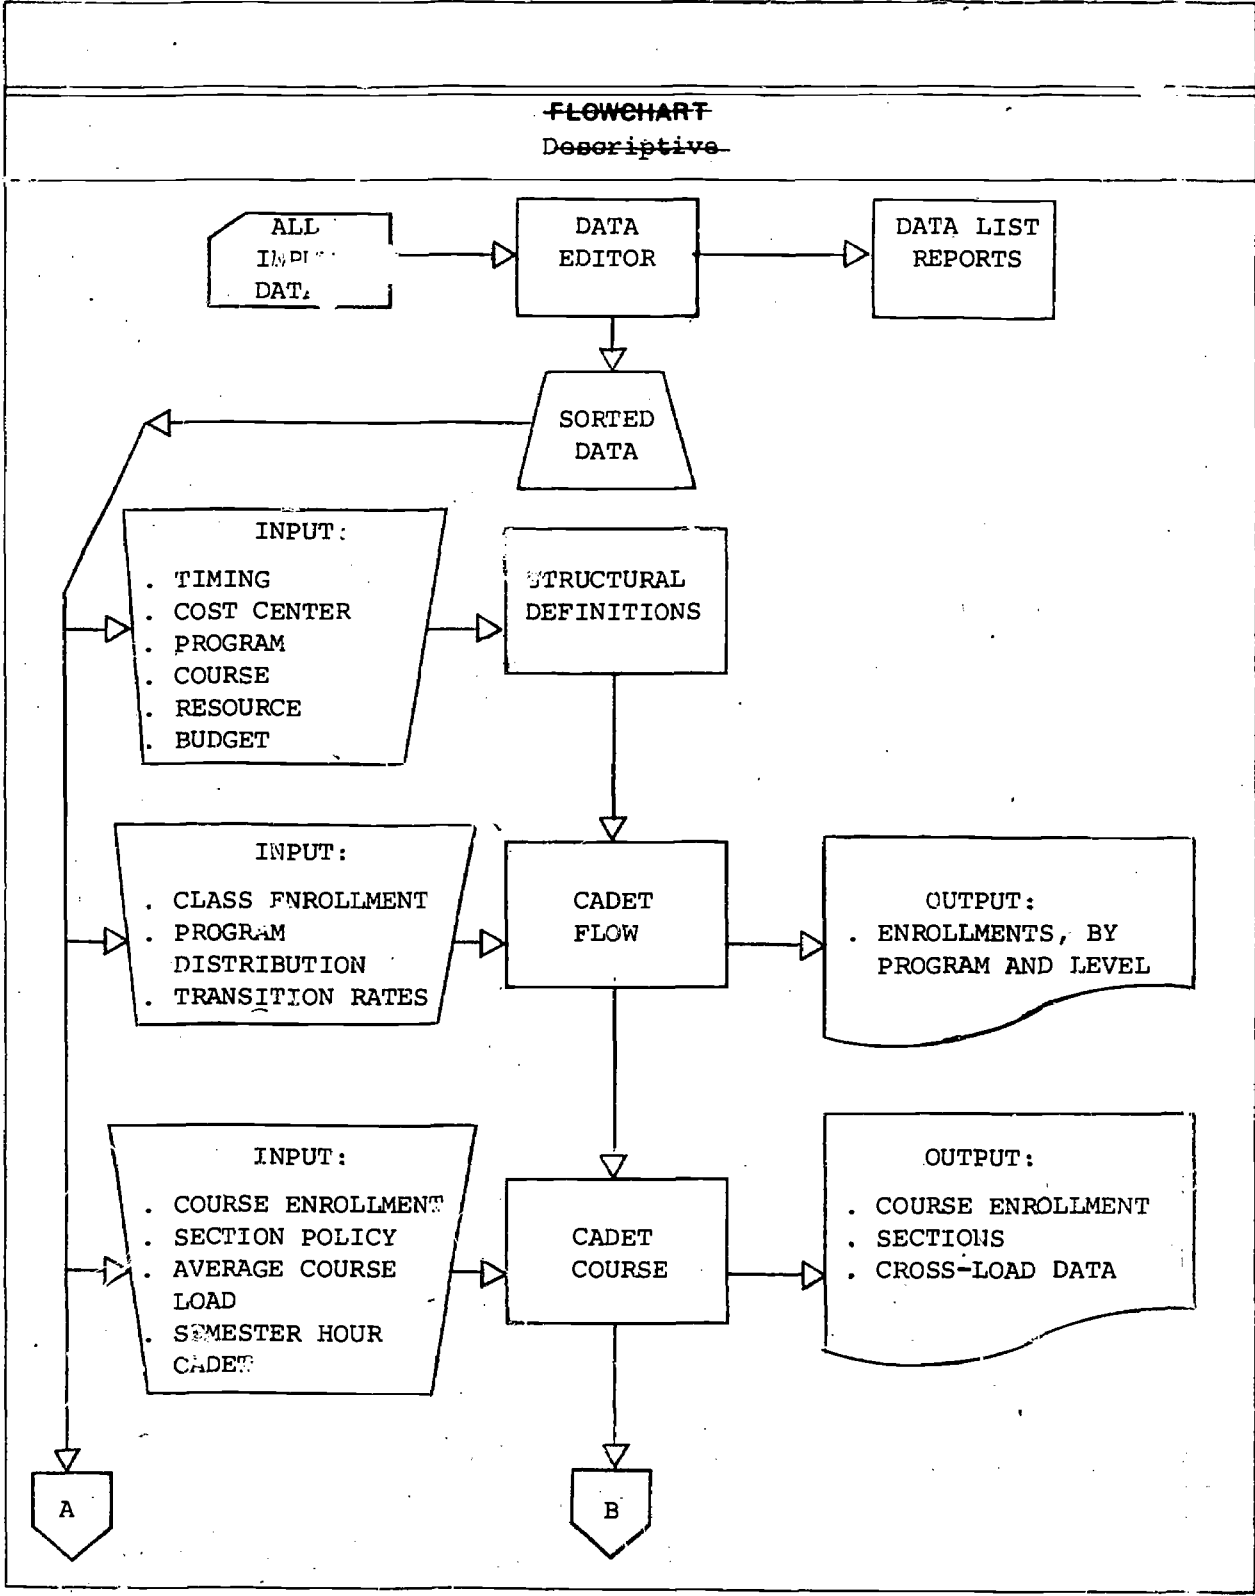 FLOWCHART
Descriptive
ALL
INPUT
DATA
DATA
EDITOR
DATA LIST
REPORTS
SORTED
DATA
INPUT:
. TIMING
. COST CENTER
. PROGRAM
. COURSE
. RESOURCE
. BUDGET
STRUCTURAL
DEFINITIONS
INPUT:
. CLASS ENROLLMENT
. PROGRAM
DISTRIBUTION
. TRANSITION RATES
CADET
FLOW
OUTPUT:
. ENROLLMENTS, BY
PROGRAM AND LEVEL
INPUT:
. COURSE ENROLLMENT
. SECTION POLICY
. AVERAGE COURSE
LOAD
. SEMESTER HOUR
CADET
CADET
COURSE
OUTPUT:
. COURSE ENROLLMENT
. SECTIONS
. CROSS-LOAD DATA
A
B